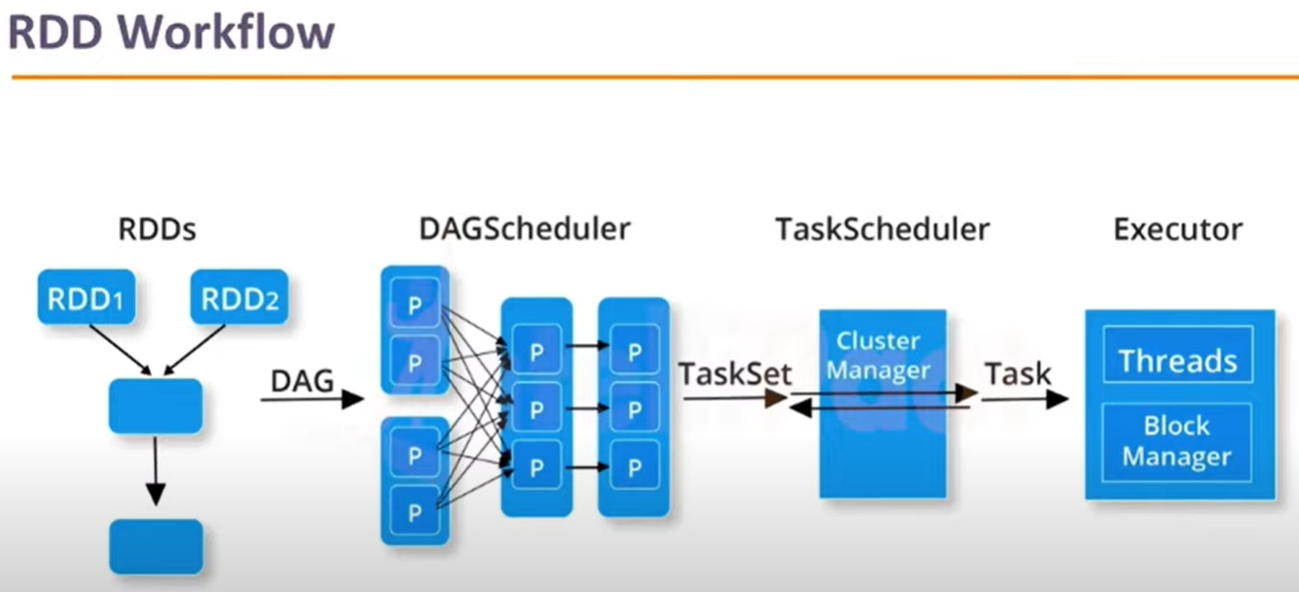 RDD Workflow
RDDs
DAGScheduler
TaskScheduler
Executor
RDD1
RDD2
DAG
P
P
P
P
P
P
P
P
P
P
TaskSet
Cluster
Manager
Task
Threads
Block
Manager